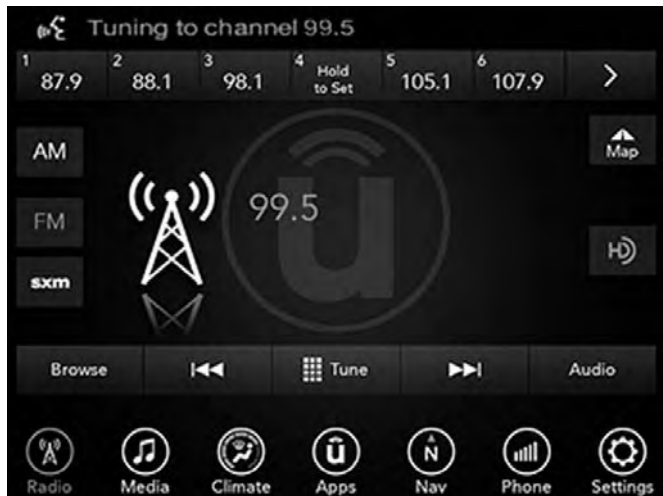 Tuning to channel 99.5
1 87.9 2 88.1 3 98.1 4 Hold to Set 5 105.1 6 107.9
AM
Map
99.5
FM
HD
sxm
Browse Tune Audio
Radio Media Climate Apps Nav Phone Settings